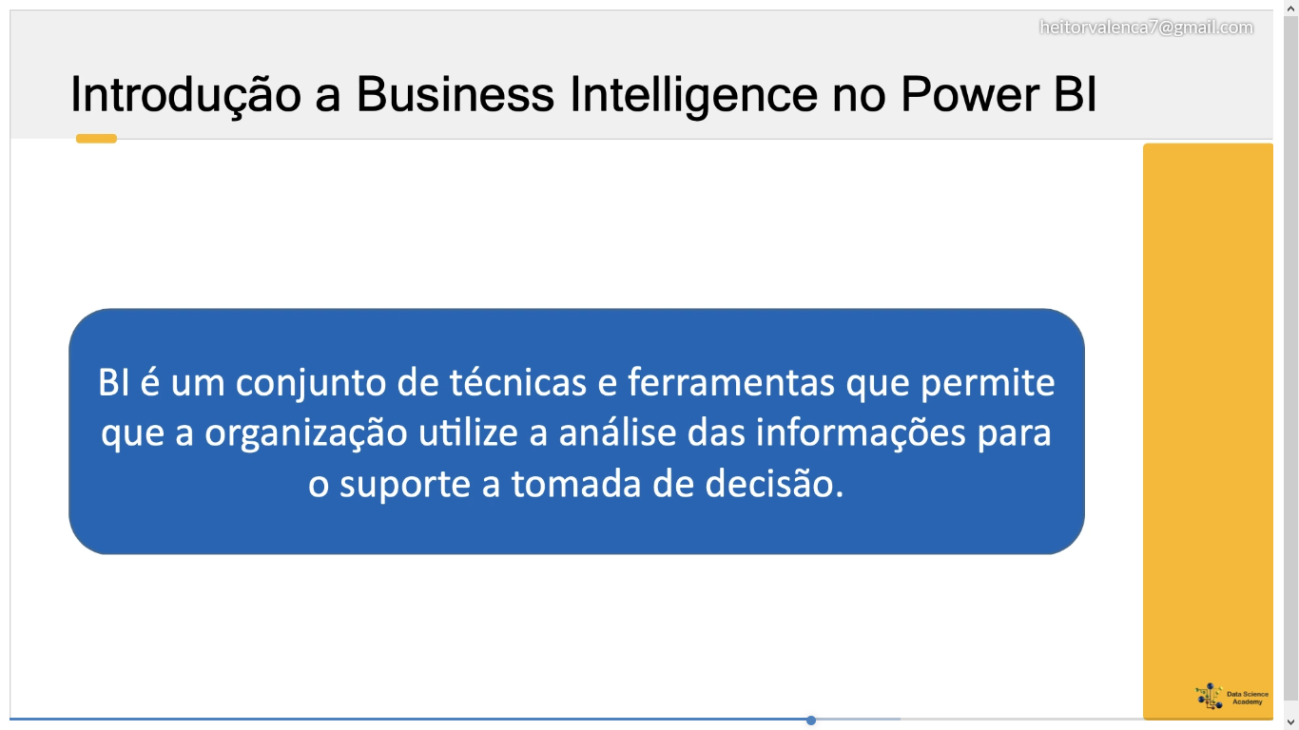 heitorvalenca7@gmail.com
Introdução a Business Intelligence no Power BI
BI é um conjunto de técnicas e ferramentas que permite
que a organização utilize a análise das informações para
o suporte a tomada de decisão.
Data Science
Academy